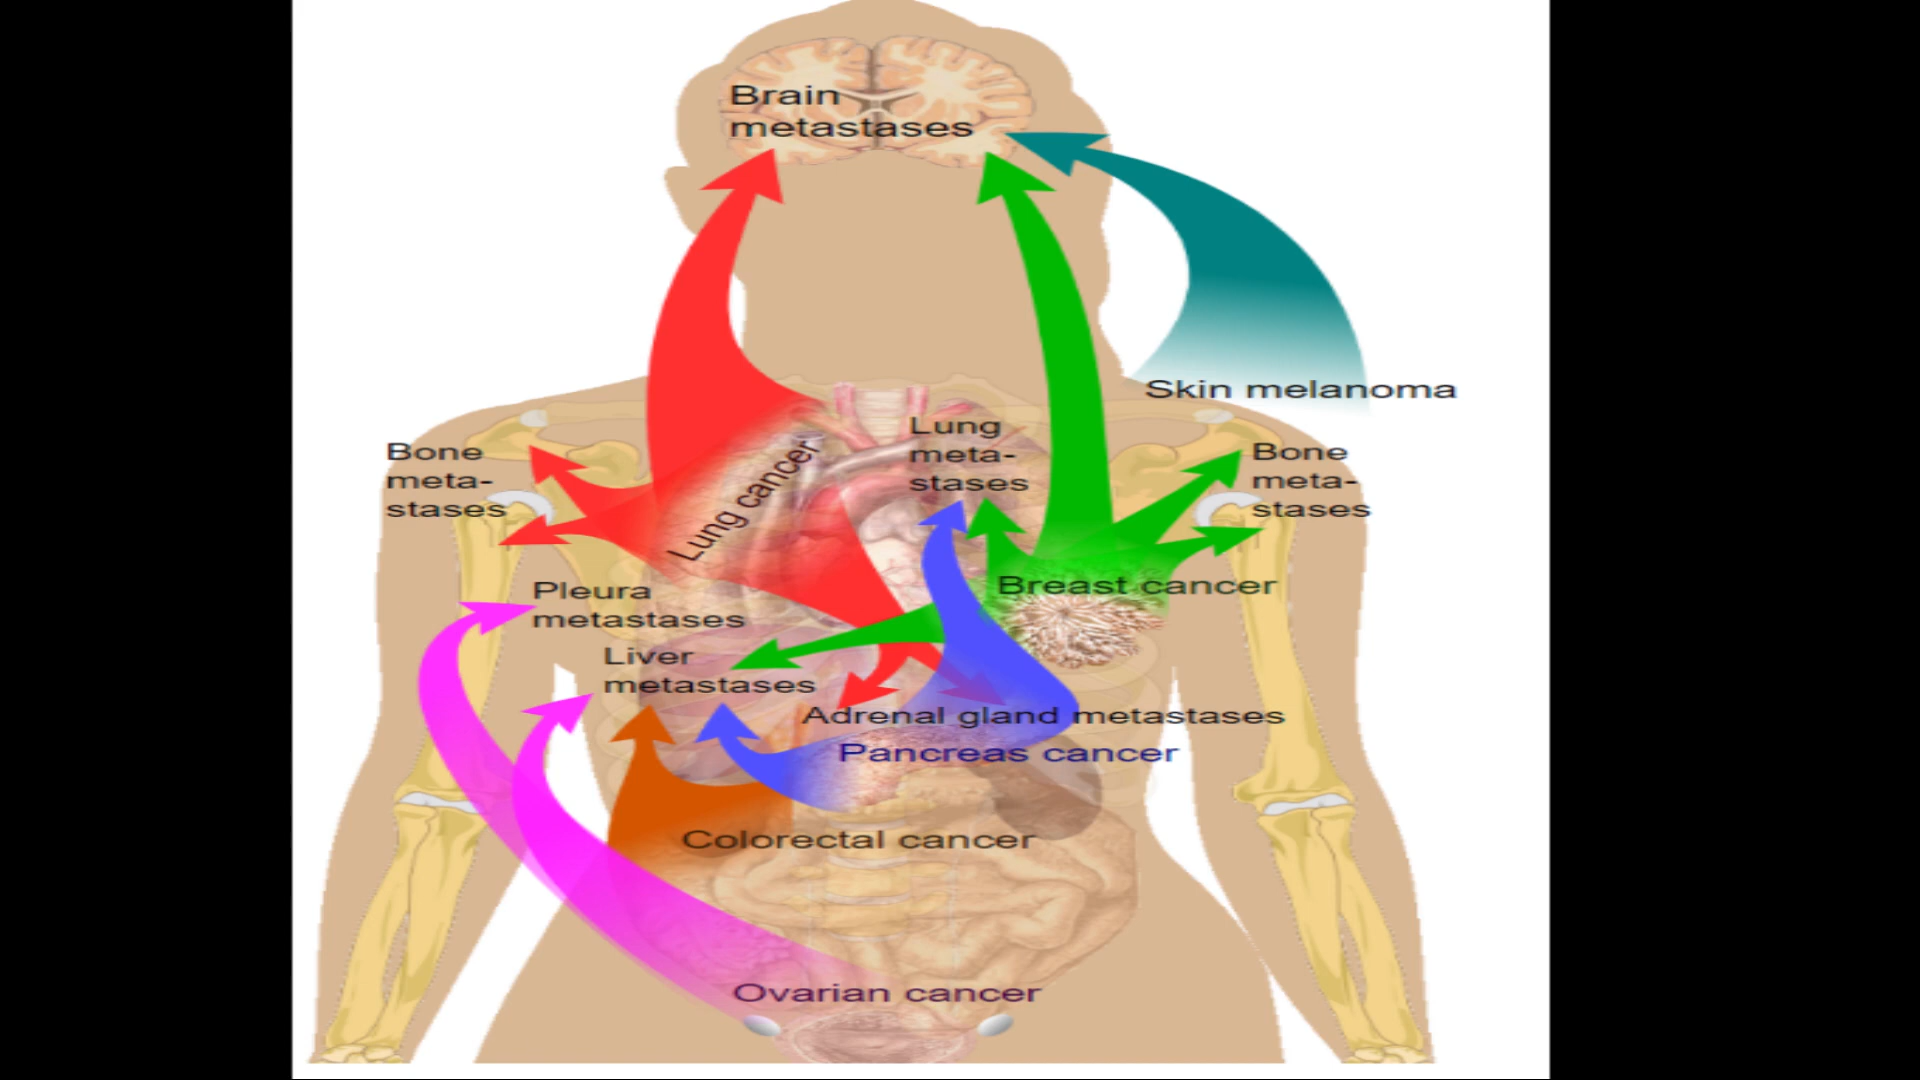 Brain
metastases
Skin melanoma
Lung
meta-
stases
Bone
meta-
stases
Bone
meta-
stases
Lung cancer
Breast cancer
Pleura
metastases
Liver
metastases
Adrenal gland metastases
Pancreas cancer
Colorectal cancer
Ovarian cancer